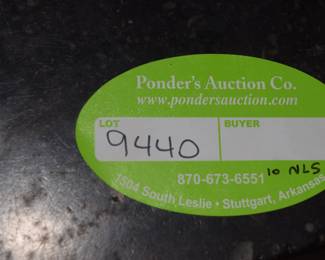 Ponder's Auction Co.
www.pondersauction.com
LOT BUYER
9440
870-673-6551 10 NLS
1504 South Leslie • Stuttgart, Arkansas